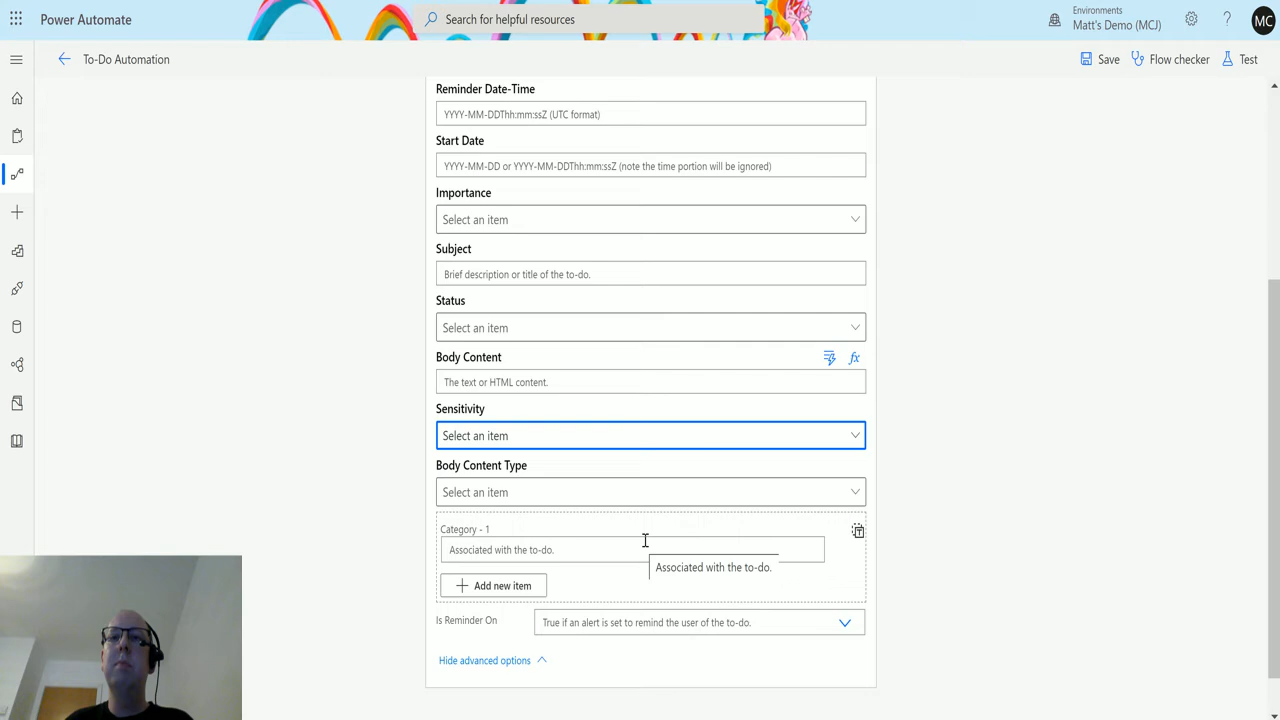 Power Automate
Search for helpful resources
Environments
Matt's Demo (MCJ)
MC
To-Do Automation
Save
Flow checker
Test
Reminder Date-Time
YYYY-MM-DDThh:mm:ssZ (UTC format)
Start Date
YYYY-MM-DD or YYYY-MM-DDThh:mm:ssZ (note the time portion will be ignored)
Importance
Select an item
Subject
Brief description or title of the to-do.
Status
Select an item
Body Content
fx
The text or HTML content.
Sensitivity
Select an item
Body Content Type
Select an item
Category - 1
Associated with the to-do.
Associated with the to-do.
Add new item
Is Reminder On
True if an alert is set to remind the user of the to-do.
Hide advanced options